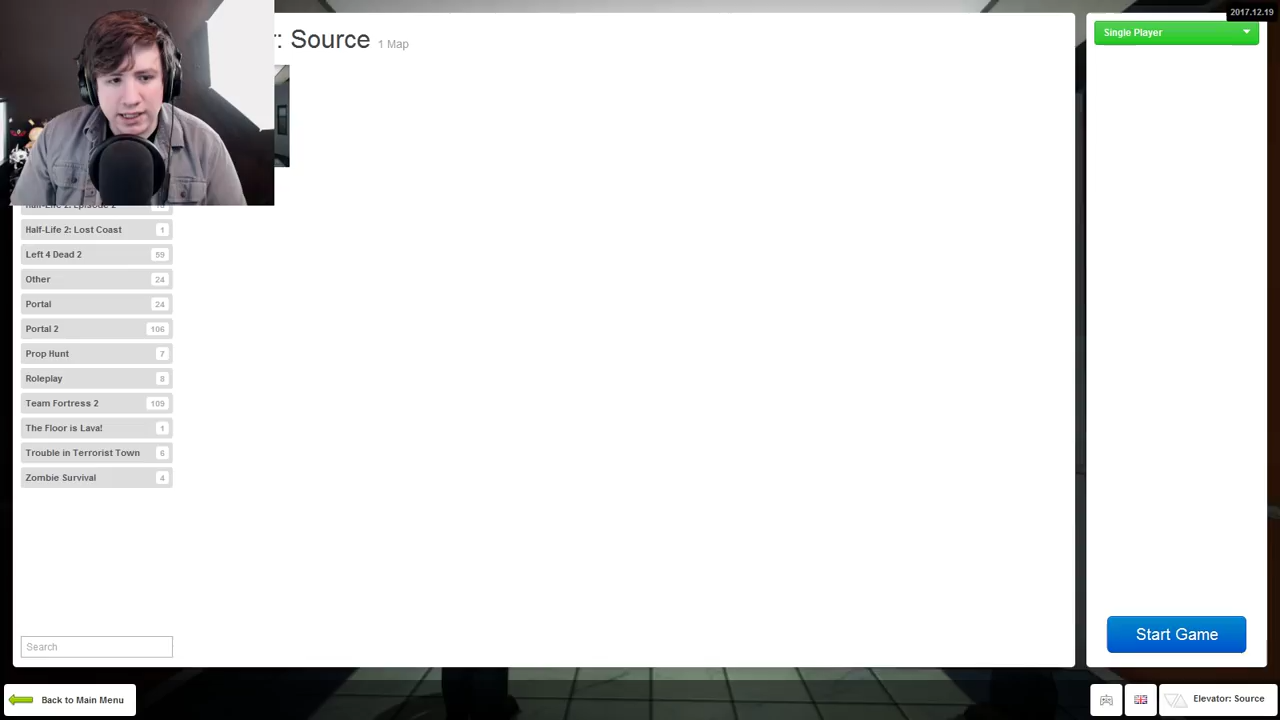 2017.12.19
: Source 1 Map
Single Player
Half-Life 2: Lost Coast 1
Left 4 Dead 2 59
Other 24
Portal 24
Portal 2 106
Prop Hunt 7
Roleplay 8
Team Fortress 2 109
The Floor is Lava! 1
Trouble in Terrorist Town 6
Zombie Survival 4
Search
Start Game
Back to Main Menu
Elevator: Source